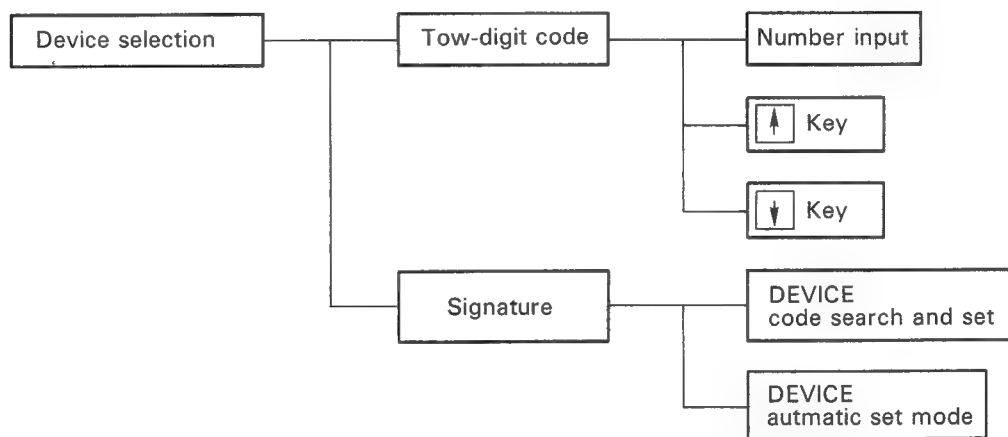 Device selection
Tow-digit code
Number input
↑ Key
↓ Key
Signature
DEVICE
code search and set
DEVICE
autmatic set mode